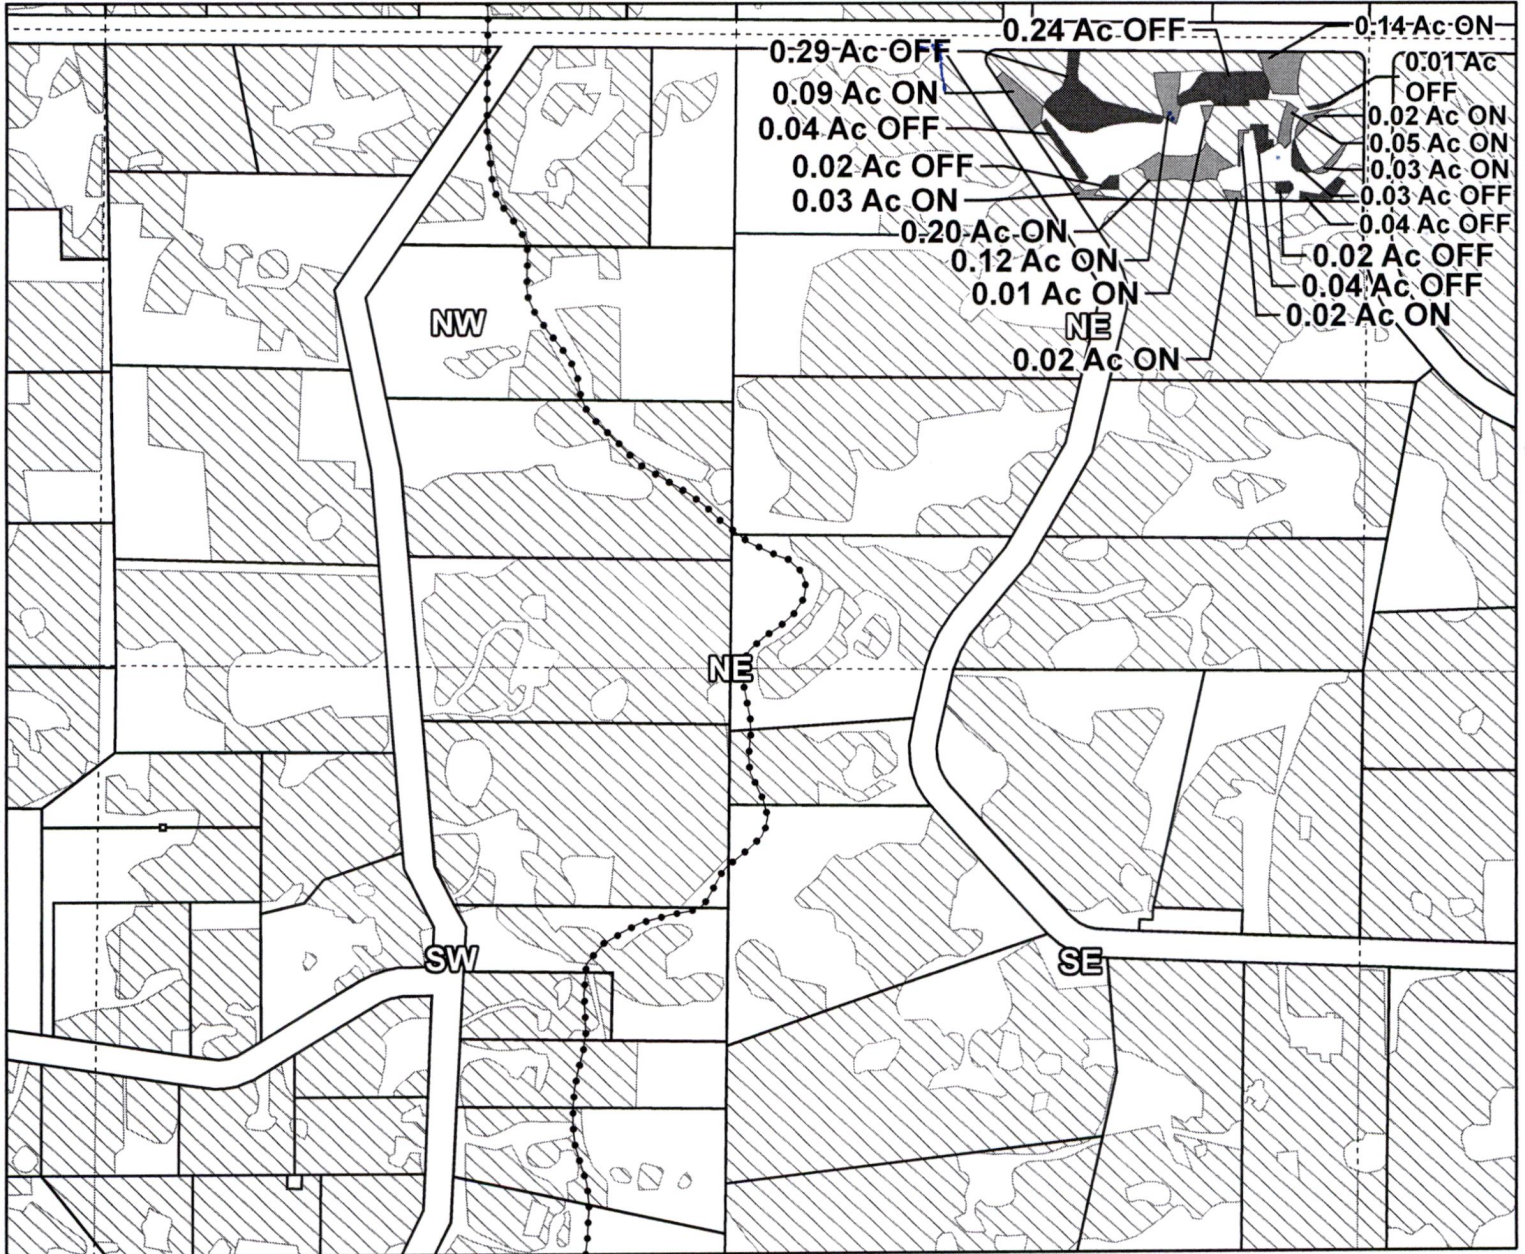 0.24 Ac OFF
0.14 Ac ON
0.29 Ac OFF
0.01 Ac
OFF
0.09 Ac ON
0.02 Ac ON
0.04 Ac OFF
0.05 Ac ON
0.02 Ac OFF
0.03 Ac ON
0.03 Ac ON
0.03 Ac OFF
0.20 Ac ON
0.04 Ac OFF
0.12 Ac ON
0.02 Ac OFF
0.01 Ac ON
0.04 Ac OFF
0.02 Ac ON
NW
NE
0.02 Ac ON
NE
SW
SE